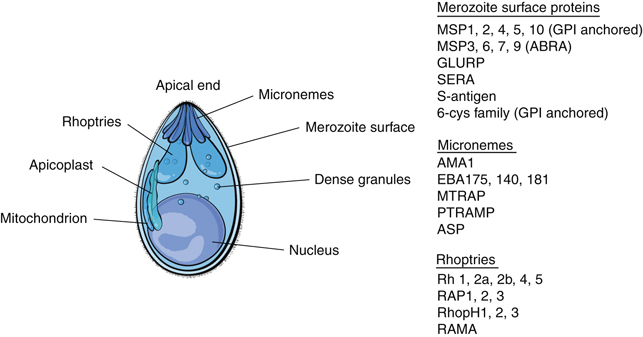 Merozoite surface proteins
MSP1, 2, 4, 5, 10 (GPI anchored)
MSP3, 6, 7, 9 (ABRA)
GLURP
SERA
S-antigen
6-cys family (GPI anchored)
Micronemes
AMA1
EBA175, 140, 181
MTRAP
PTRAMP
ASP
Rhoptries
Rh 1, 2a, 2b, 4, 5
RAP1, 2, 3
RhopH1, 2, 3
RAMA
Apical end
Micronemes
Rhoptries
Merozoite surface
Apicoplast
Dense granules
Mitochondrion
Nucleus